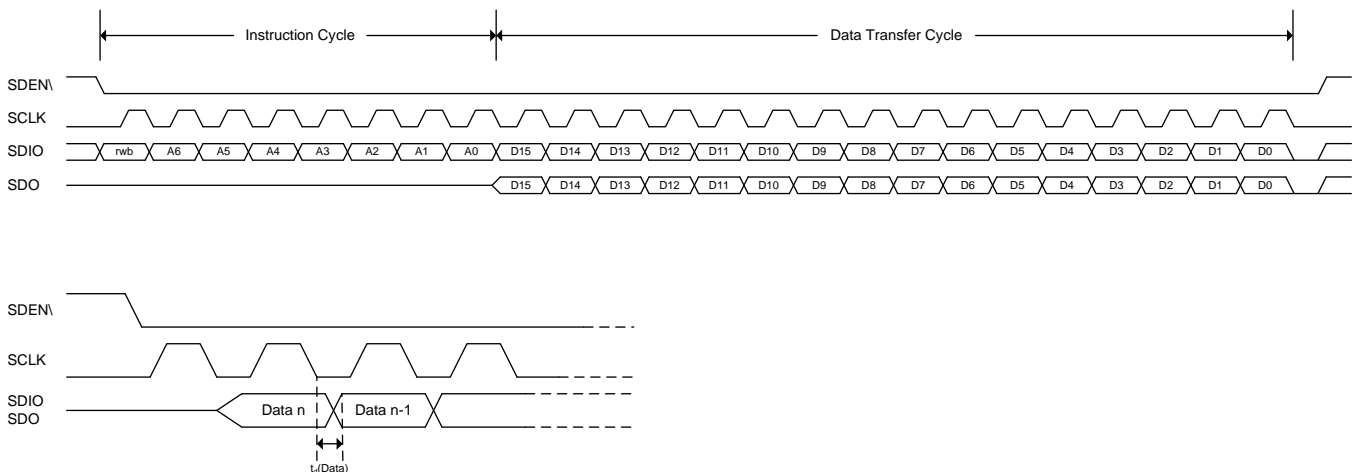 Instruction Cycle Data Transfer Cycle
SDEN\
SCLK
SDIO rwb A6 A5 A4 A3 A2 A1 A0 D15 D14 D13 D12 D11 D10 D9 D8 D7 D6 D5 D4 D3 D2 D1 D0
SDO D15 D14 D13 D12 D11 D10 D9 D8 D7 D6 D5 D4 D3 D2 D1 D0
SDEN\
SCLK
SDIO
SDO
Data n Data n-1
td(Data)